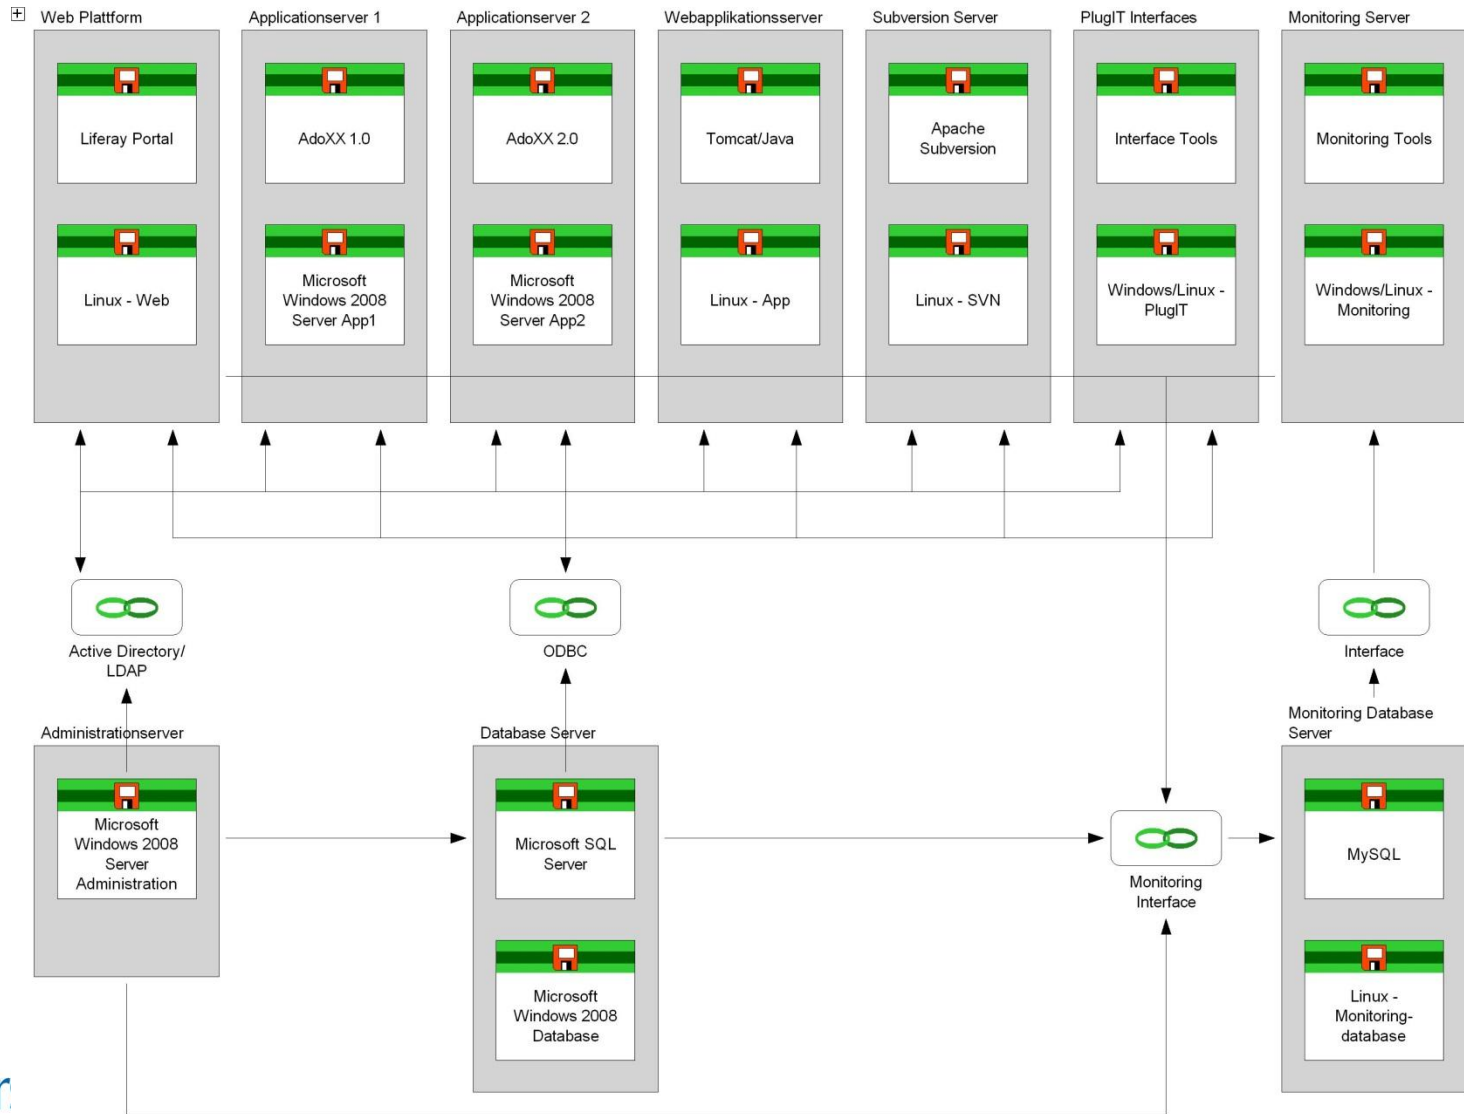 Web Plattform
Applicationserver 1
Applicationserver 2
Webapplikationsserver
Subversion Server
PlugIT Interfaces
Monitoring Server
Liferay Portal
AdoXX 1.0
AdoXX 2.0
Tomcat/Java
Apache
Subversion
Interface Tools
Monitoring Tools
Linux - Web
Microsoft
Windows 2008
Server App1
Microsoft
Windows 2008
Server App2
Linux - App
Linux - SVN
Windows/Linux -
PlugIT
Windows/Linux -
Monitoring
Active Directory/
LDAP
ODBC
Interface
Administrationserver
Database Server
Monitoring Database
Server
Microsoft
Windows 2008
Server
Administration
Microsoft SQL
Server
Monitoring
Interface
MySQL
Microsoft
Windows 2008
Database
Linux -
Monitoring-
database